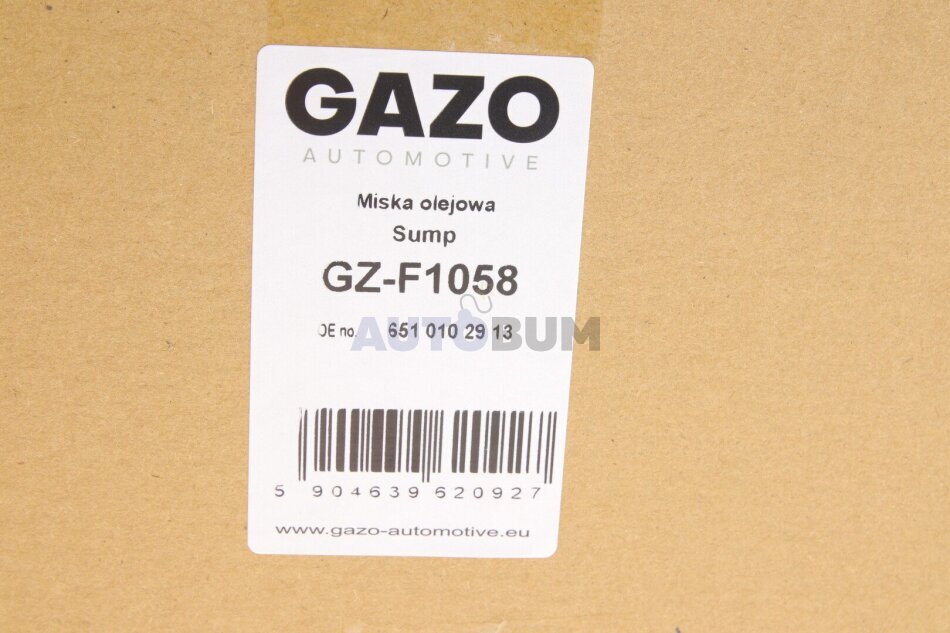 GAZO
AUTOMOTIVE
Miska olejowa
Sump
GZ-F1058
OE no. 651 010 29 13
AUTOBUM
5 904639 620927
www.gazo-automotive.eu